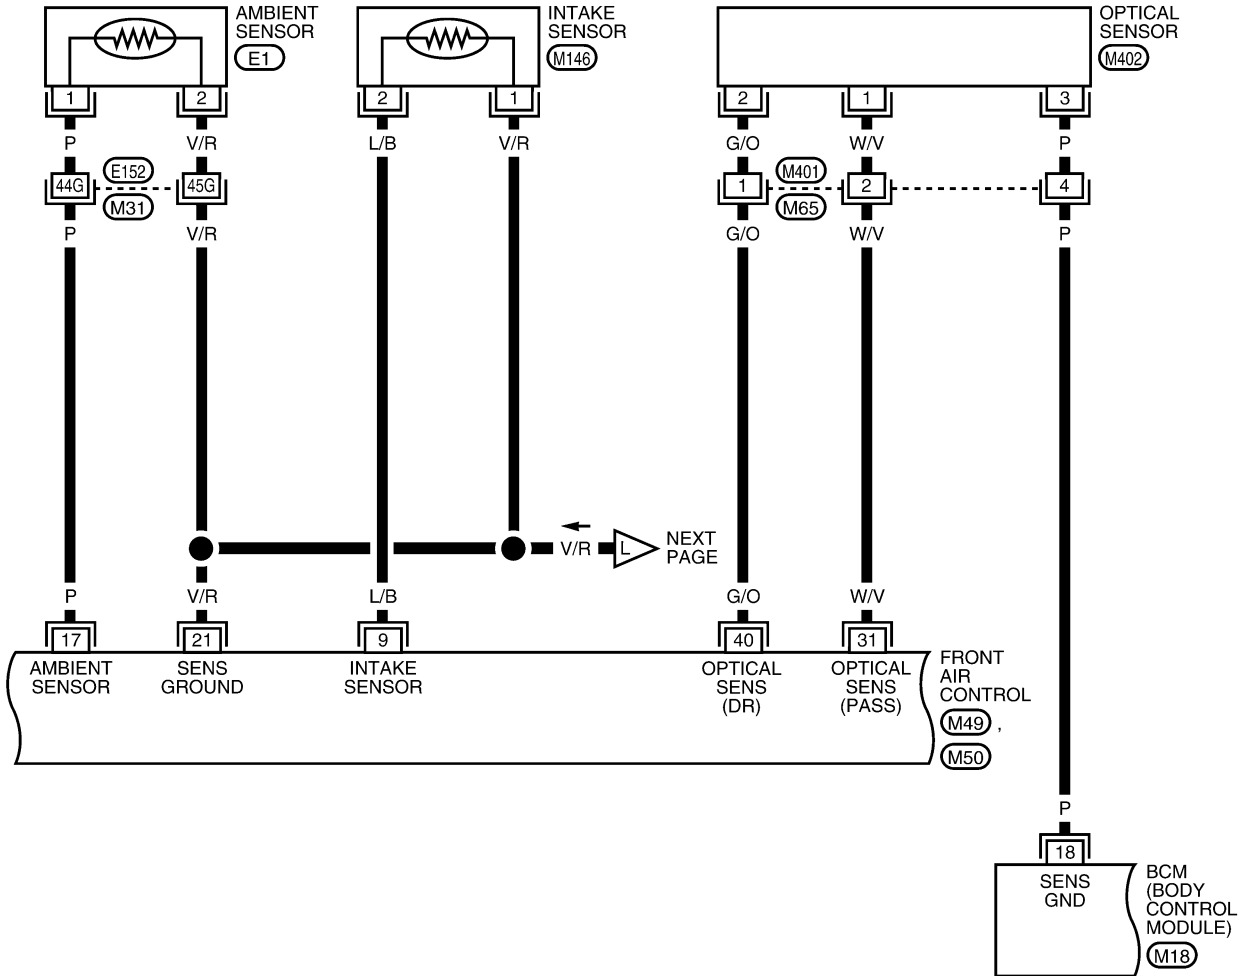 AMBIENT
SENSOR
E1
INTAKE
SENSOR
M146
OPTICAL
SENSOR
M402
1 2 2 1 2 1 3
P V/R L/B V/R G/O W/V P
44G E152 45G 1 M401 2 4
M31 M65
P V/R G/O W/V P
V/R L NEXT
PAGE
P V/R L/B G/O W/V
17 21 9 40 31
AMBIENT
SENSOR
SENS
GROUND
INTAKE
SENSOR
OPTICAL
SENS
(DR)
OPTICAL
SENS
(PASS)
FRONT
AIR
CONTROL
M49 ,
M50
P
18
SENS
GND
BCM
(BODY
CONTROL
MODULE)
M18